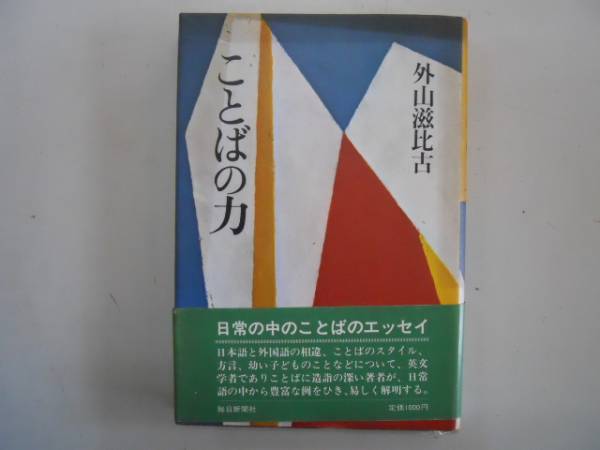 ことばの力
外山滋比古
日常の中のことばのエッセイ
日本語と外国語の相違、ことばのスタイル、
方言、幼い子どものことなどについて、英文
学者でありことばに造詣の深い著者が、日常
語の中から豊富な例をひき、易しく解明する。
毎日新聞社
定価1000円